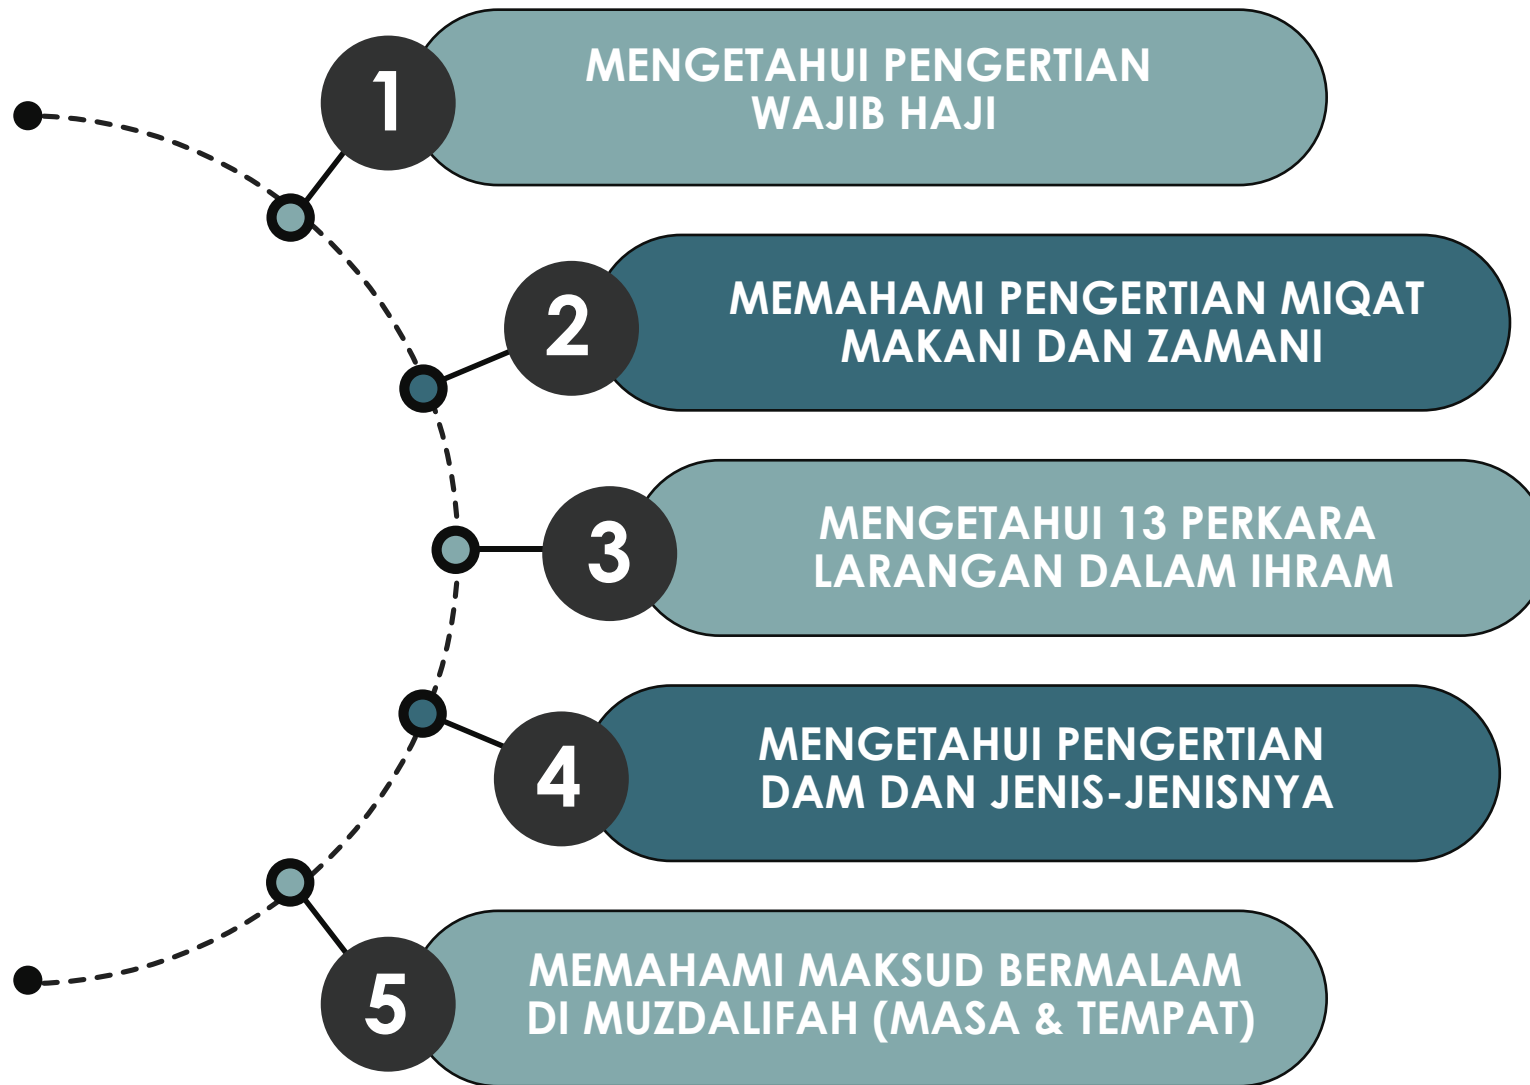 1
MENGETAHUI PENGERTIAN
WAJIB HAJI
2
MEMAHAMI PENGERTIAN MIQAT
MAKANI DAN ZAMANI
3
MENGETAHUI 13 PERKARA
LARANGAN DALAM IHRAM
4
MENGETAHUI PENGERTIAN
DAM DAN JENIS-JENISNYA
5
MEMAHAMI MAKSUD BERMALAM
DI MUZDALIFAH (MASA & TEMPAT)